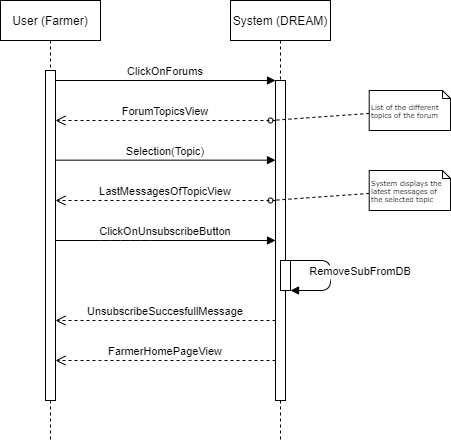 User (Farmer)
System (DREAM)
ClickOnForums
List of the different
topics of the forum
ForumTopicsView
Selection(Topic)
System displays the
latest messages of
the selected topic
LastMessagesOfTopicView
ClickOnUnsubscribeButton
RemoveSubFromDB
UnsubscribeSuccesfullMessage
FarmerHomePageView